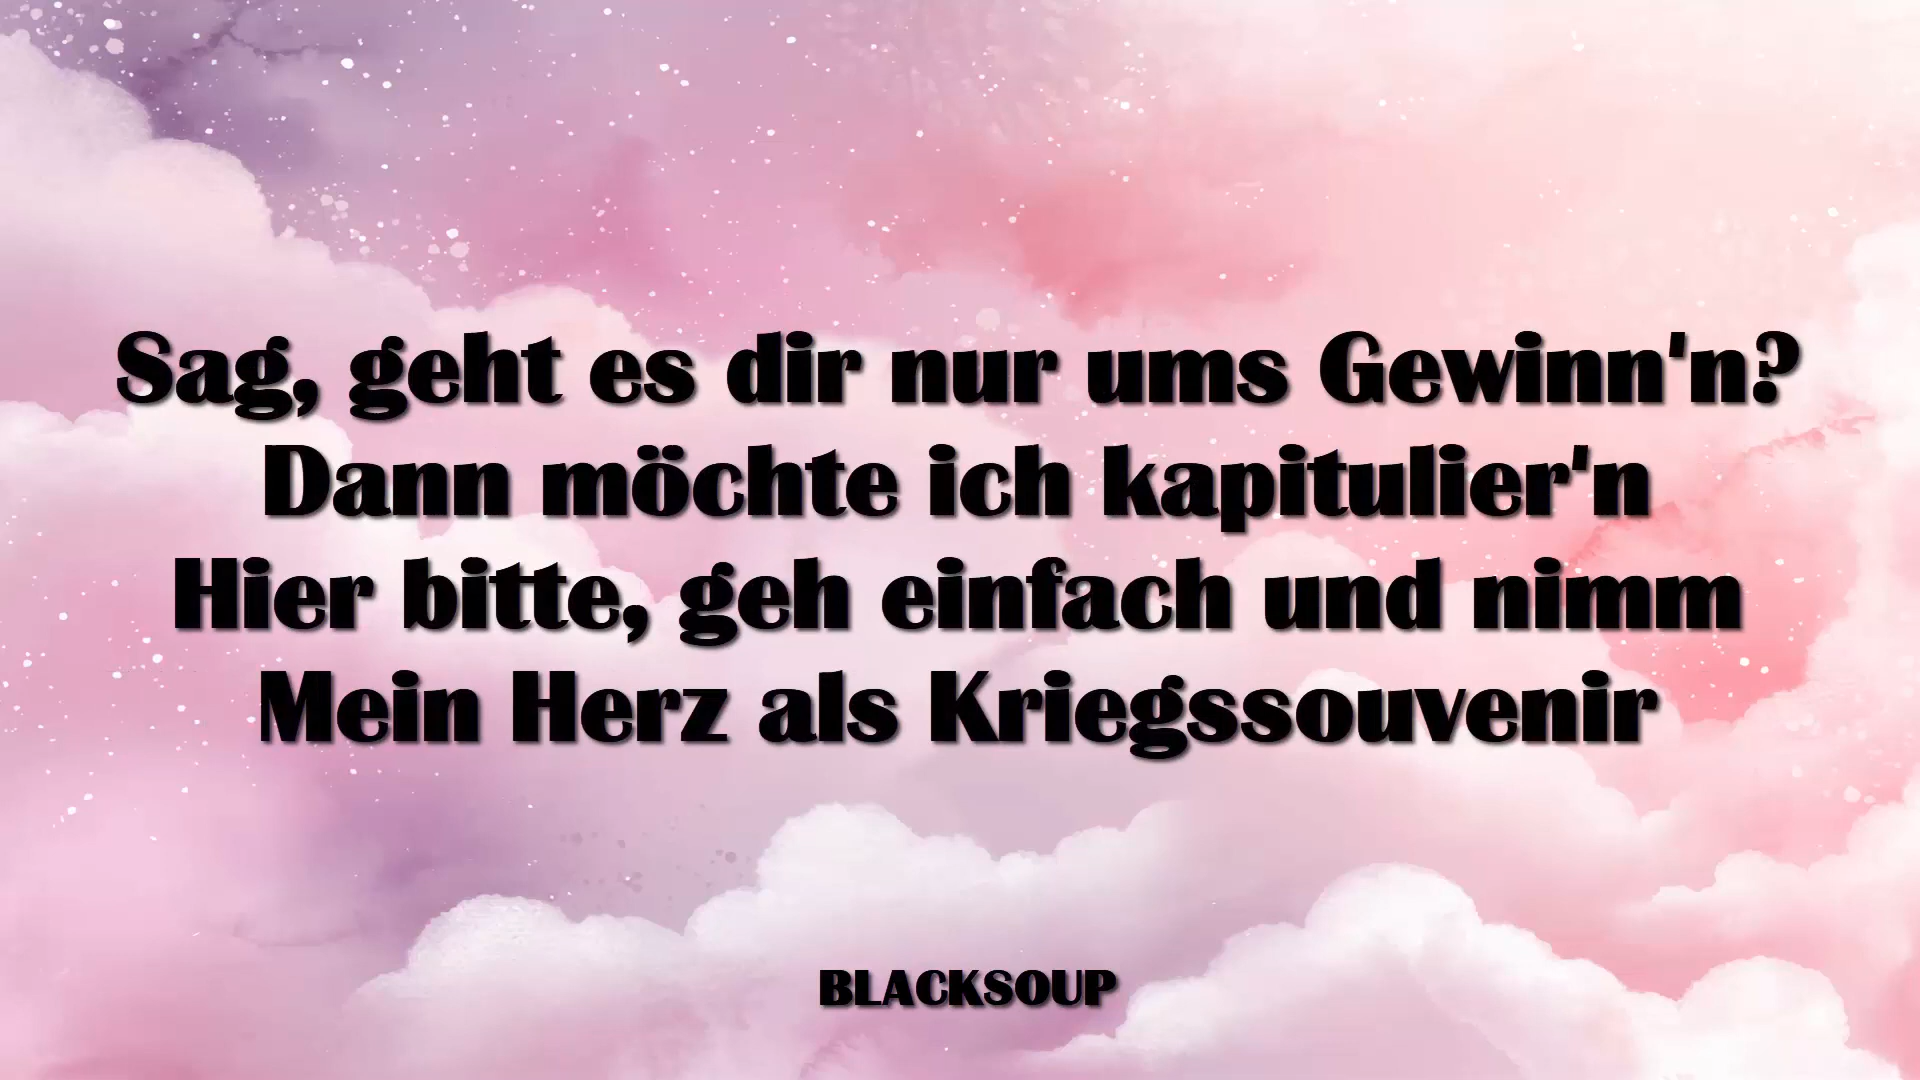 Sag, geht es dir nur ums Gewinn'n?
Dann möchte ich kapitulier'n
Hier bitte, geh einfach und nimm
Mein Herz als Kriegssouvenir
BLACKSOUP